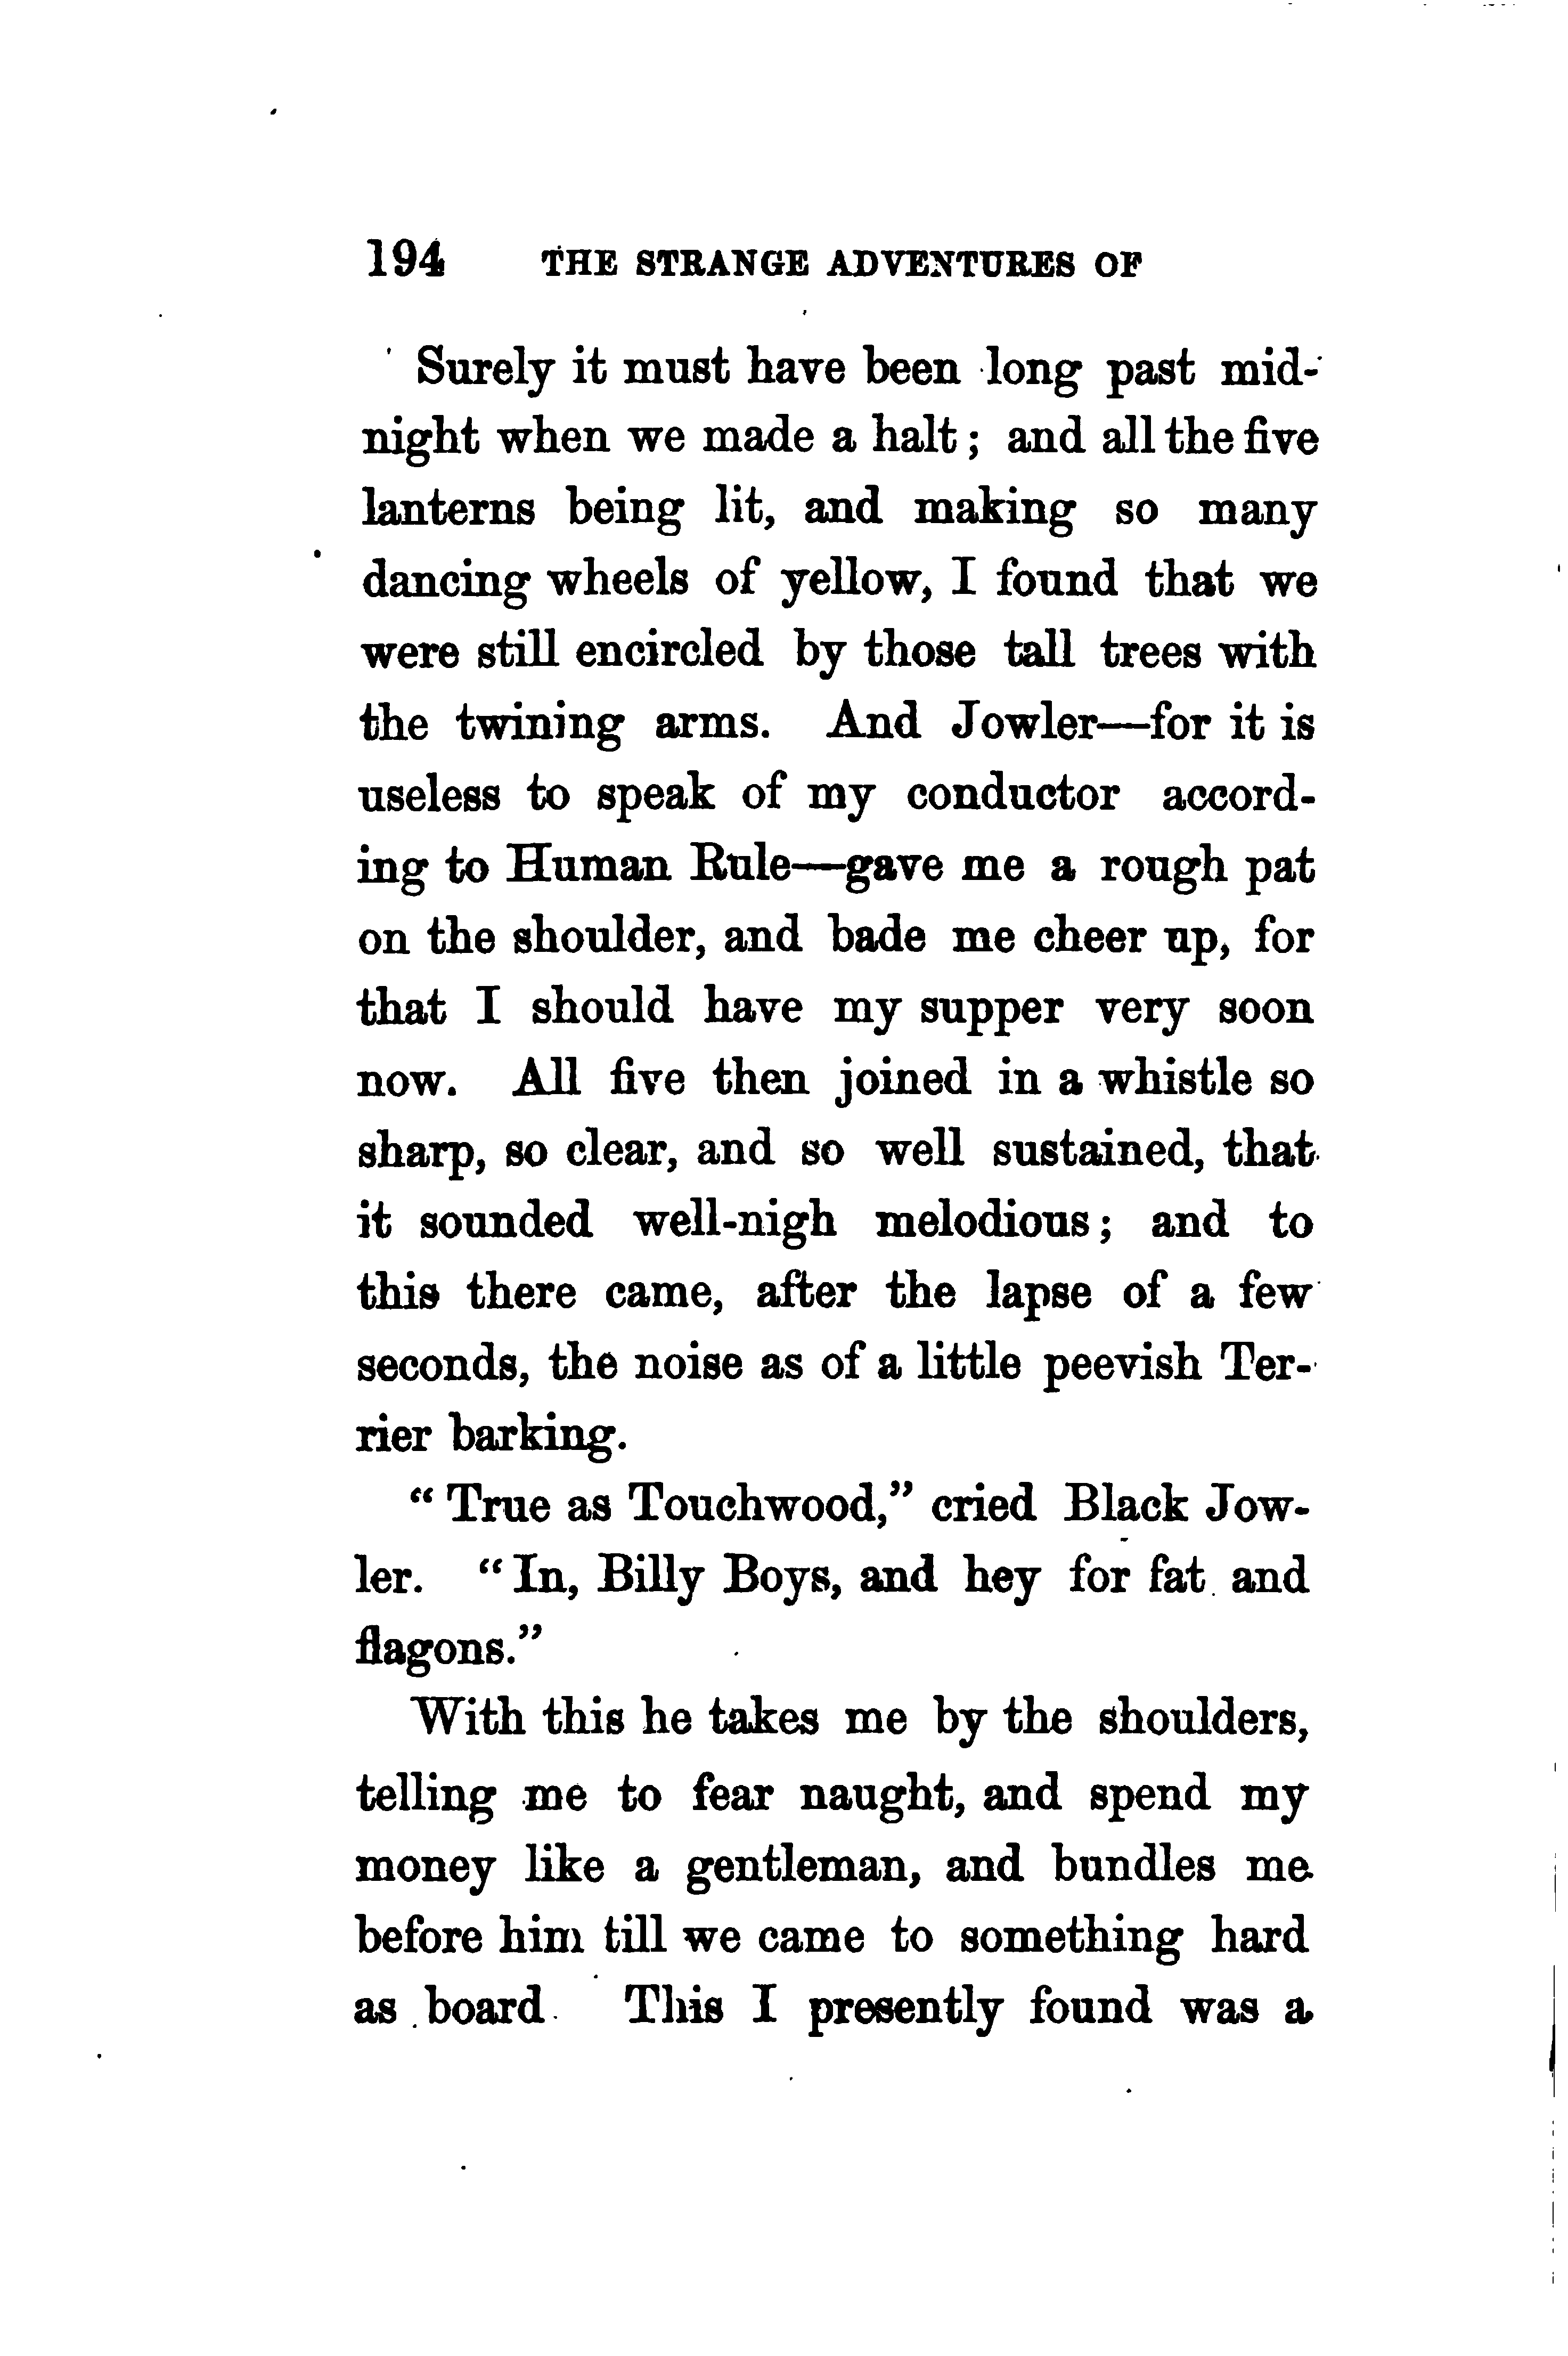 194 THE STRANGE ADVENTURES OF
Surely it must have been long past mid-
night when we made a halt; and all the five
lanterns being lit, and making so many
dancing wheels of yellow, I found that we
were still encircled by those tall trees with
the twining arms. And Jowler—for it is
useless to speak of my conductor accord-
ing to Human Rule—gave me a rough pat
on the shoulder, and bade me cheer up, for
that I should have my supper very soon
now. All five then joined in a whistle so
sharp, so clear, and so well sustained, that
it sounded well-nigh melodious; and to
this there came, after the lapse of a few
seconds, the noise as of a little peevish Ter-
rier barking.
“True as Touchwood,” cried Black Jow-
ler. “In, Billy Boys, and hey for fat and
flagons.”
With this he takes me by the shoulders,
telling me to fear naught, and spend my
money like a gentleman, and bundles me
before him till we came to something hard
as board. This I presently found was a